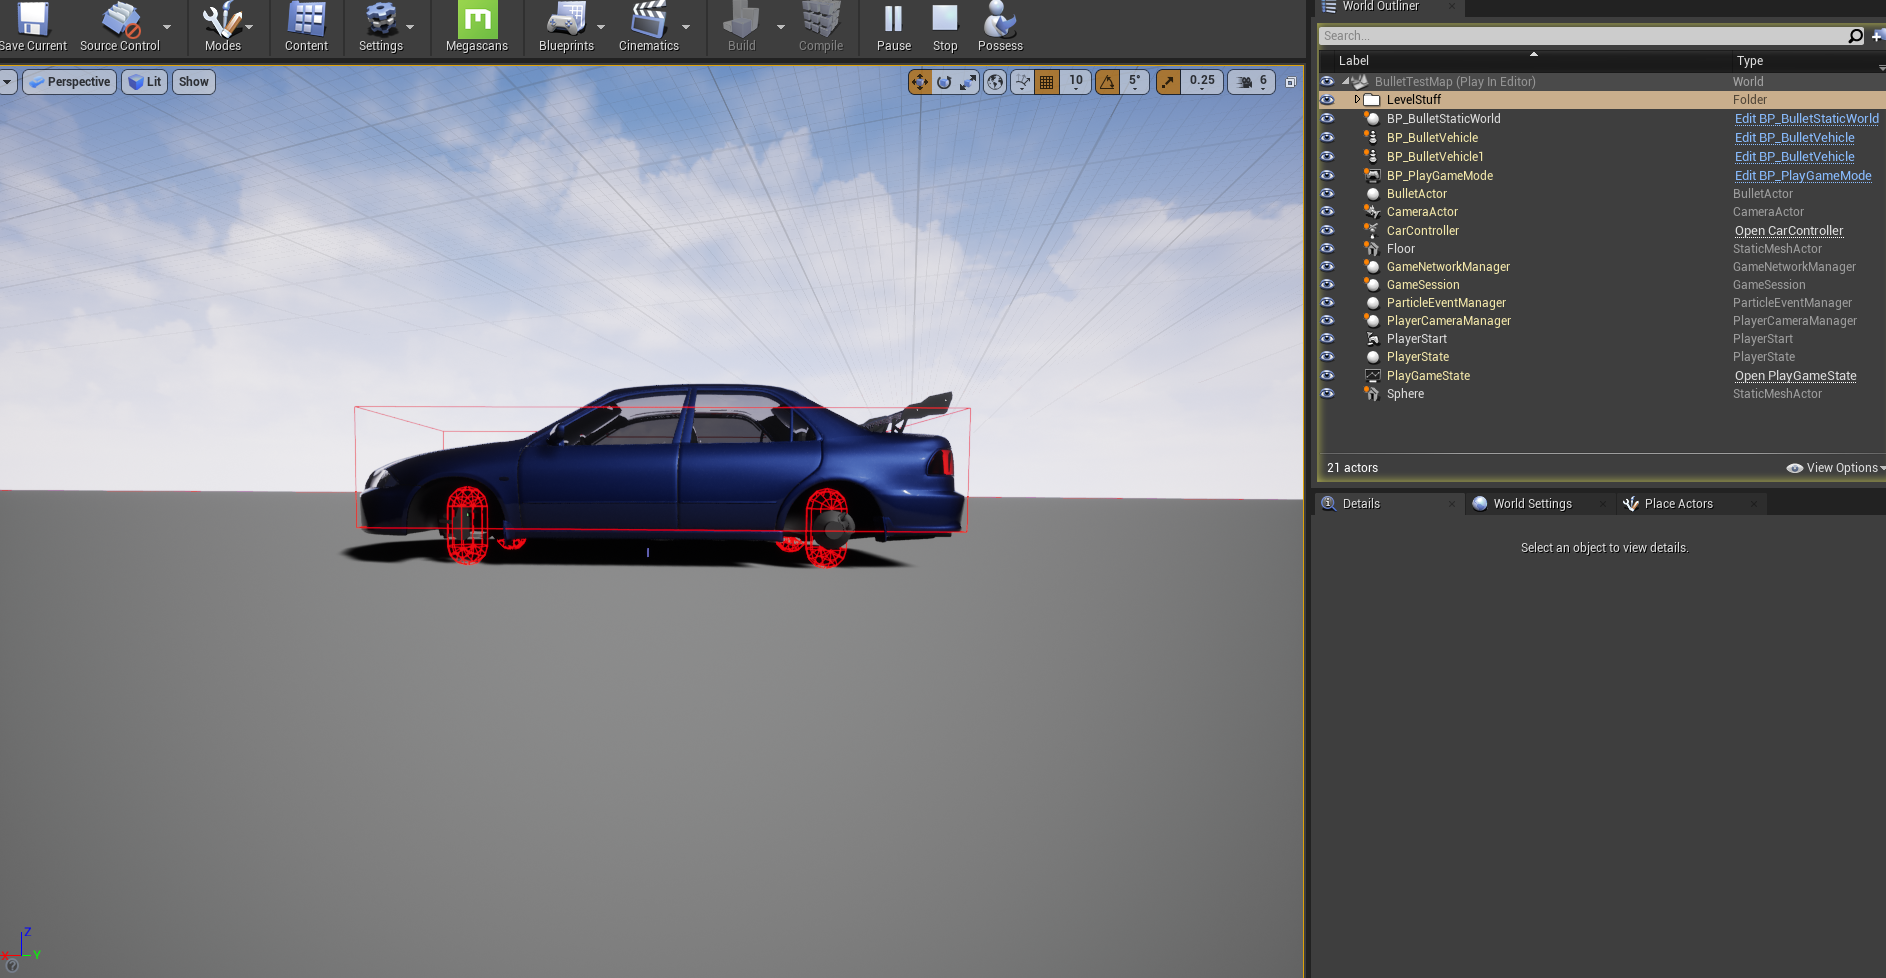 Save Current
Source Control
Modes
Content
Settings
Megascans
Blueprints
Cinematics
Build
Compile
Pause
Stop
Possess
Perspective
Lit
Show
10
5°
0.25
6
Z
X
Y
World Outliner
Search...
Label Type
BulletTestMap (Play In Editor) World
LevelStuff Folder
BP_BulletStaticWorld Edit BP_BulletStaticWorld
BP_BulletVehicle Edit BP_BulletVehicle
BP_BulletVehicle1 Edit BP_BulletVehicle
BP_PlayGameMode Edit BP_PlayGameMode
BulletActor BulletActor
CameraActor CameraActor
CarController Open CarController
Floor StaticMeshActor
GameNetworkManager GameNetworkManager
GameSession GameSession
ParticleEventManager ParticleEventManager
PlayerCameraManager PlayerCameraManager
PlayerStart PlayerStart
PlayerState PlayerState
PlayGameState Open PlayGameState
Sphere StaticMeshActor
21 actors View Options
Details World Settings Place Actors
Select an object to view details.